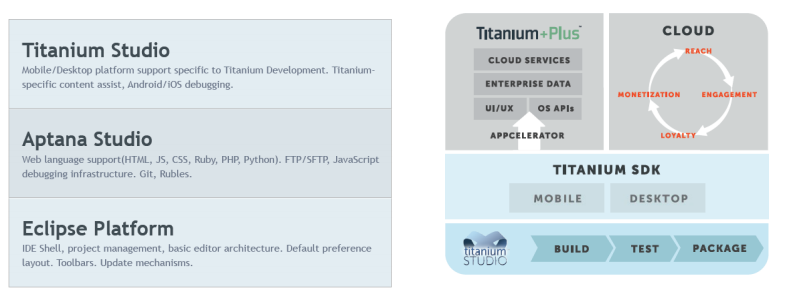 Titanium Studio
Mobile/Desktop platform support specific to Titanium Development. Titanium-
specific content assist, Android/iOS debugging.
Aptana Studio
Web language support(HTML, JS, CSS, Ruby, PHP, Python). FTP/SFTP, JavaScript
debugging infrastructure. Git, Rubles.
Eclipse Platform
IDE Shell, project management, basic editor architecture. Default preference
layout. Toolbars. Update mechanisms.
Titanium+Plus™
CLOUD SERVICES
ENTERPRISE DATA
UI/UX
OS APIs
APPCELERATOR
CLOUD
REACH
MONETIZATION
ENGAGEMENT
LOYALTY
TITANIUM SDK
MOBILE
DESKTOP
titanium
STUDIO
BUILD
TEST
PACKAGE